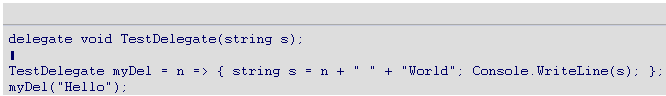 delegate void TestDelegate(string s);
TestDelegate myDel = n => { string s = n + " " + "World"; Console.WriteLine(s); };
myDel("Hello");